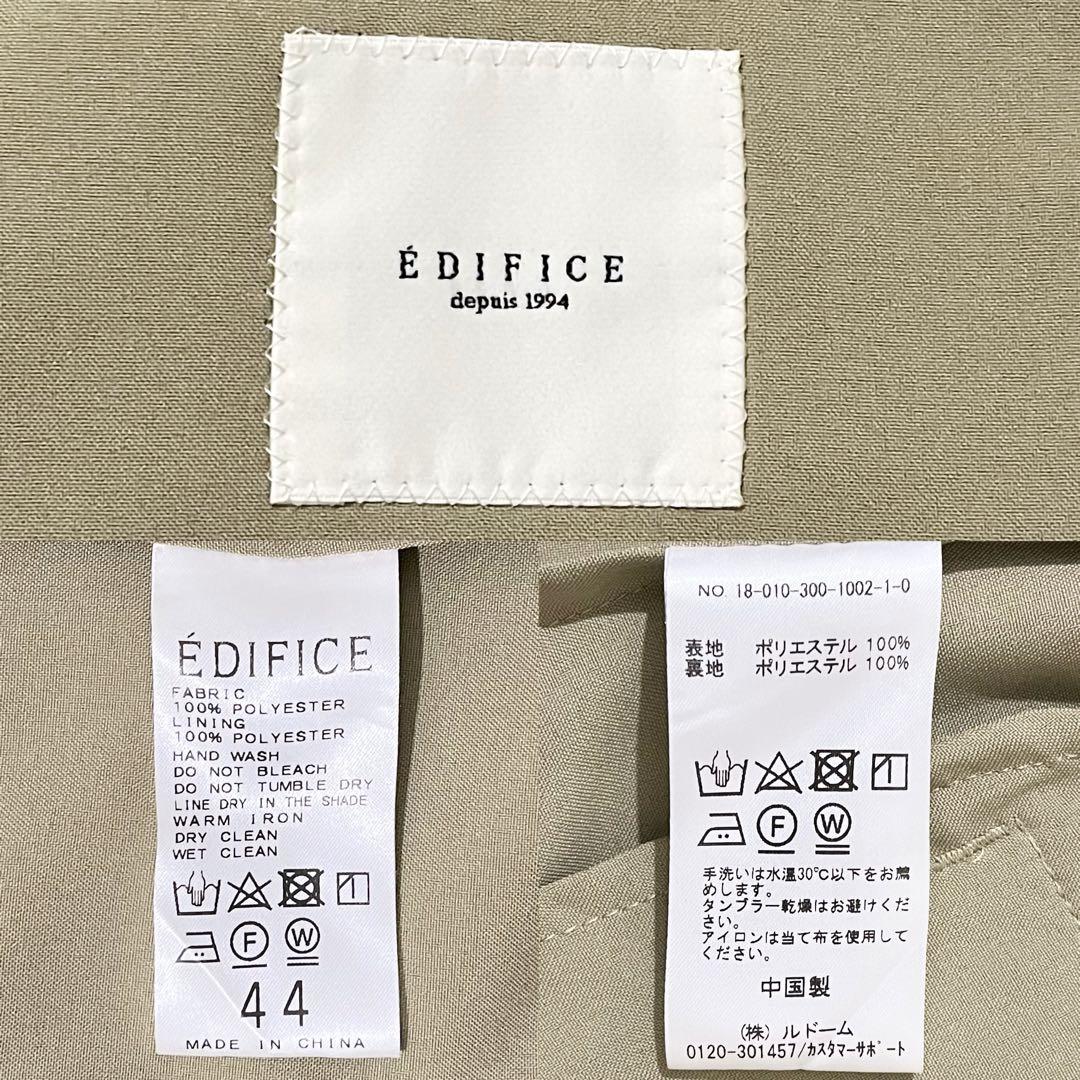 ÉDIFICE
depuis 1994
ÉDIFICE
FABRIC
100% POLYESTER
LINING
100% POLYESTER
HAND WASH
DO NOT BLEACH
DO NOT TUMBLE DRY
LINE DRY IN THE SHADE
WARM IRON
DRY CLEAN
WET CLEAN
F W
44
MADE IN CHINA
NO. 18-010-300-1002-1-0
表地 ポリエステル 100%
裏地 ポリエステル 100%
F W
手洗いは水温30℃以下をお薦
めします。
タンブラー乾燥はお避けくだ
さい。
アイロンは当て布を使用して
ください。
中国製
(株) ルドーム
0120-301457/カスタマーサポート